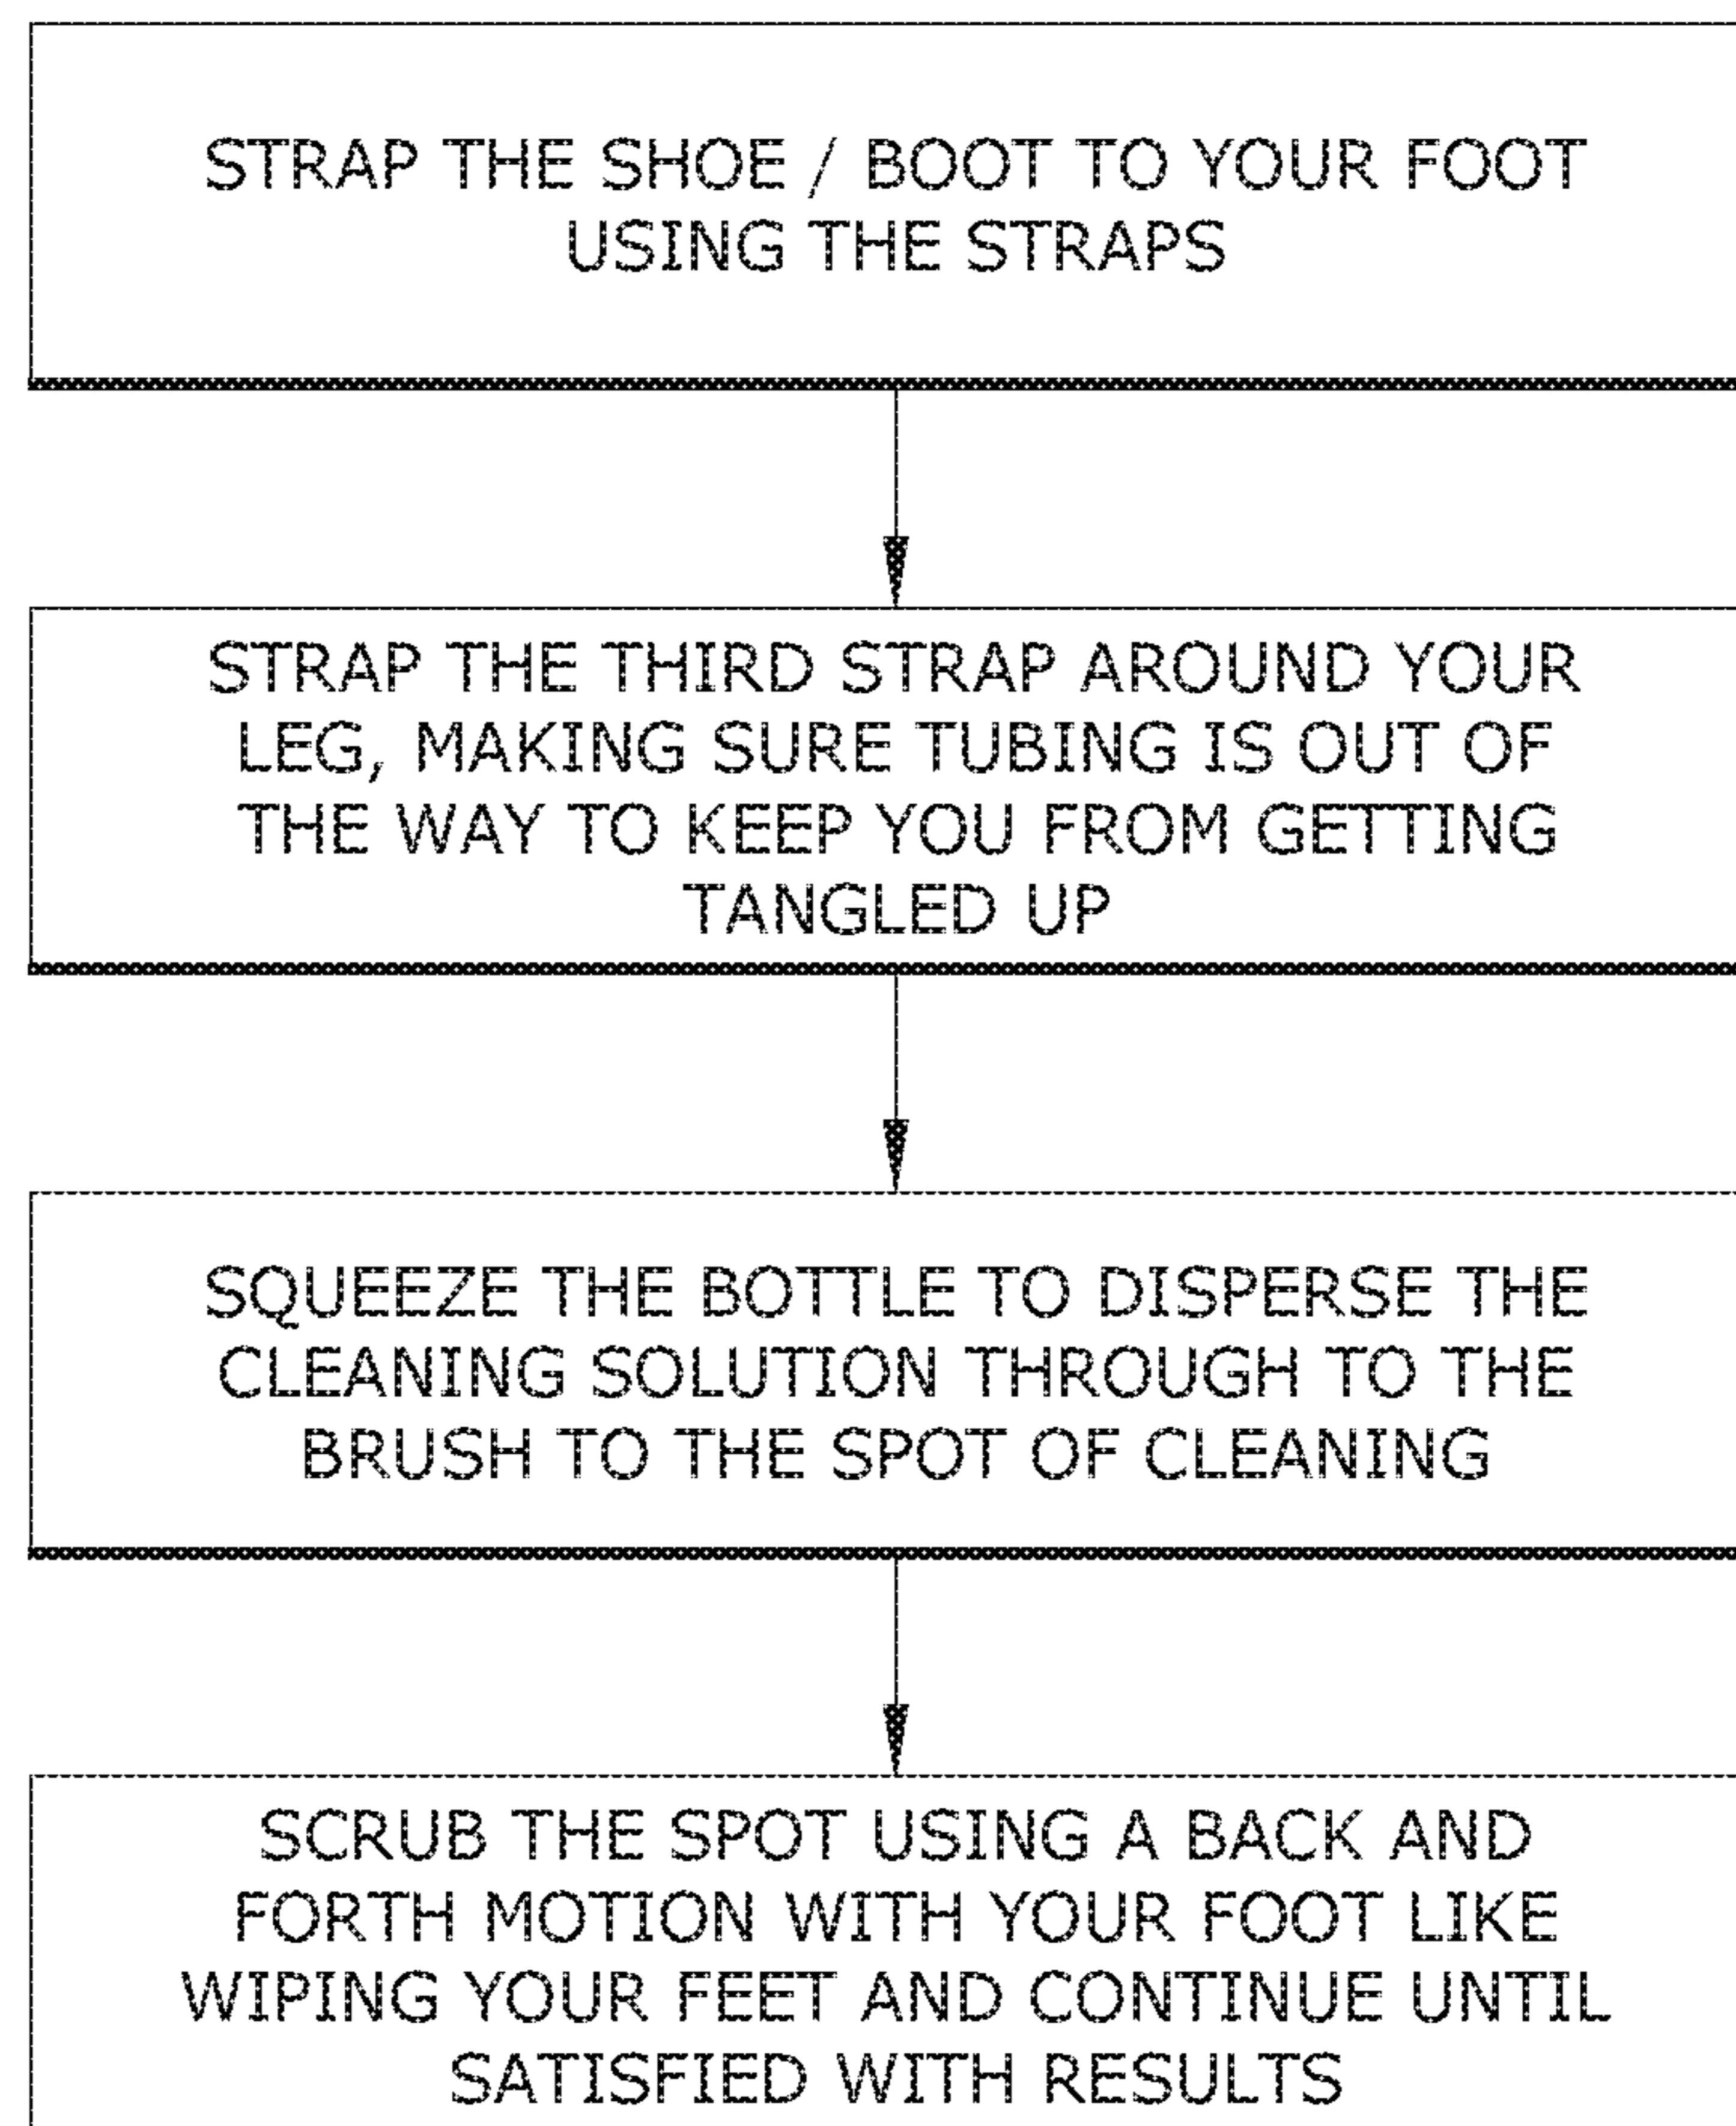 STRAP THE SHOE / BOOT TO YOUR FOOT
USING THE STRAPS
STRAP THE THIRD STRAP AROUND YOUR
LEG, MAKING SURE TUBING IS OUT OF
THE WAY TO KEEP YOU FROM GETTING
TANGLED UP
SQUEEZE THE BOTTLE TO DISPERSE THE
CLEANING SOLUTION THROUGH TO THE
BRUSH TO THE SPOT OF CLEANING
SCRUB THE SPOT USING A BACK AND
FORTH MOTION WITH YOUR FOOT LIKE
WIPING YOUR FEET AND CONTINUE UNTIL
SATISFIED WITH RESULTS